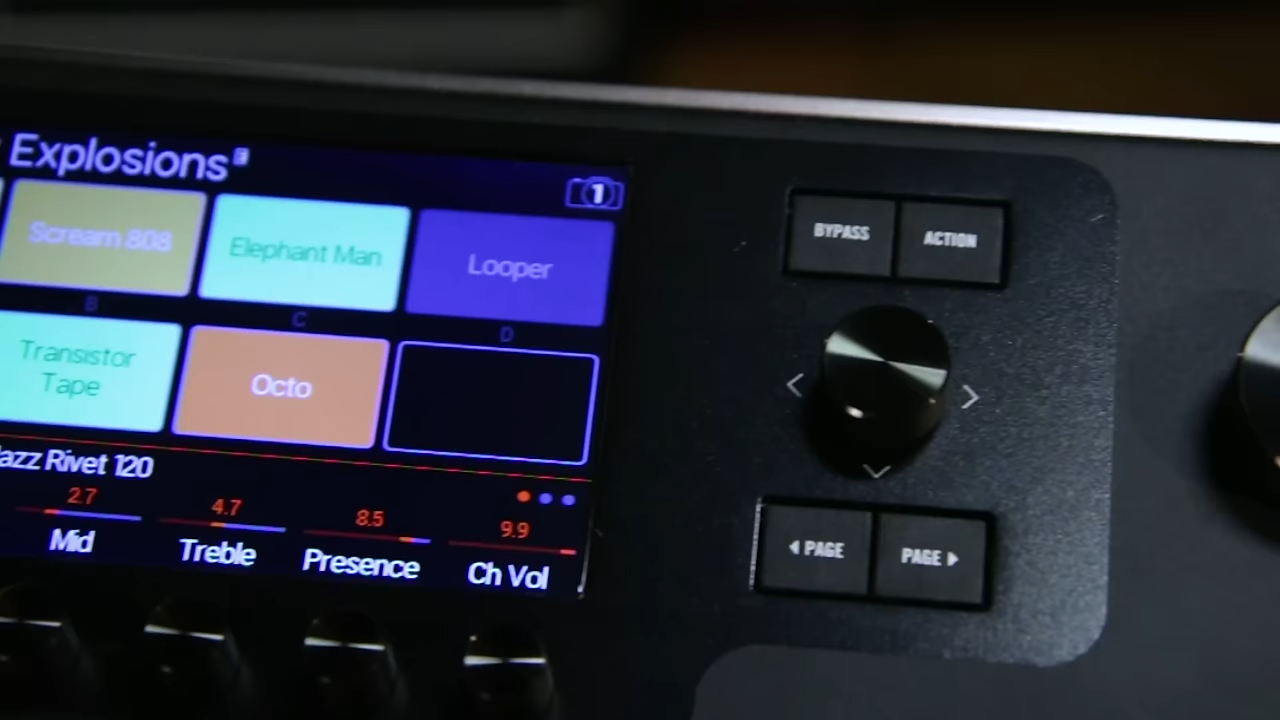 Explosions
1
Scream 808
Elephant Man
Looper
B
C
D
Transistor
Tape
Octo
azz Rivet 120
2.7
4.7
8.5
9.9
Mid
Treble
Presence
Ch Vol
BYPASS
ACTION
PAGE
PAGE